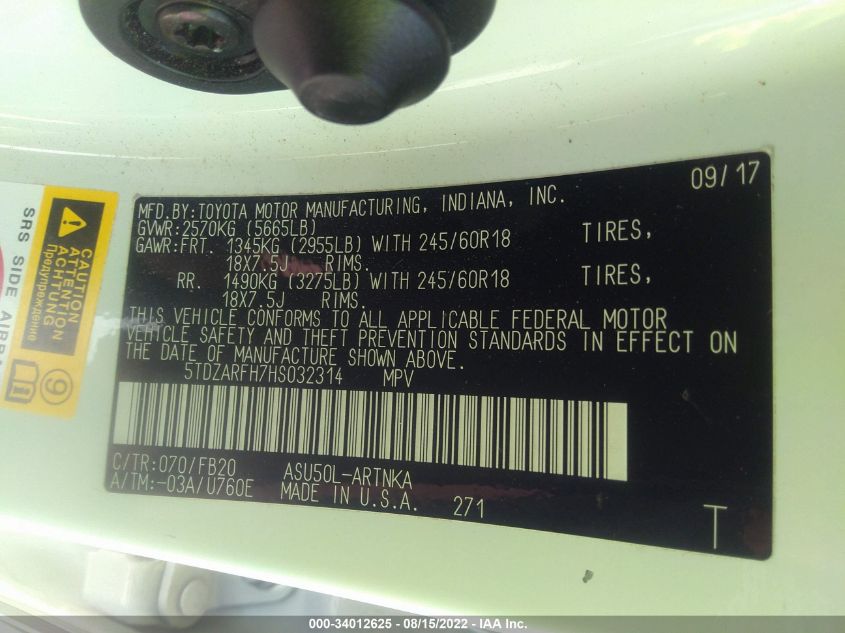 09/17
MFD.BY:TOYOTA MOTOR MANUFACTURING, INDIANA, INC.
GVWR:2570KG (5665LB)
GAWR:FRT. 1345KG (2955LB) WITH 245/60R18 TIRES,
18X7.5J RIMS.
RR. 1490KG (3275LB) WITH 245/60R18 TIRES,
18X7.5J RIMS.
THIS VEHICLE CONFORMS TO ALL APPLICABLE FEDERAL MOTOR
VEHICLE SAFETY AND THEFT PREVENTION STANDARDS IN EFFECT ON
THE DATE OF MANUFACTURE SHOWN ABOVE.
5TDZARFH7HS032314 MPV
C/TR:070/FB20 ASU50L-ARTNKA
A/TM:-03A/U760E MADE IN U.S.A. 271
T
CAUTION
ATTENTION
ACHTUNG
Предупреждение
9
SRS SIDE
000-34012625 - 08/15/2022 - IAA Inc.